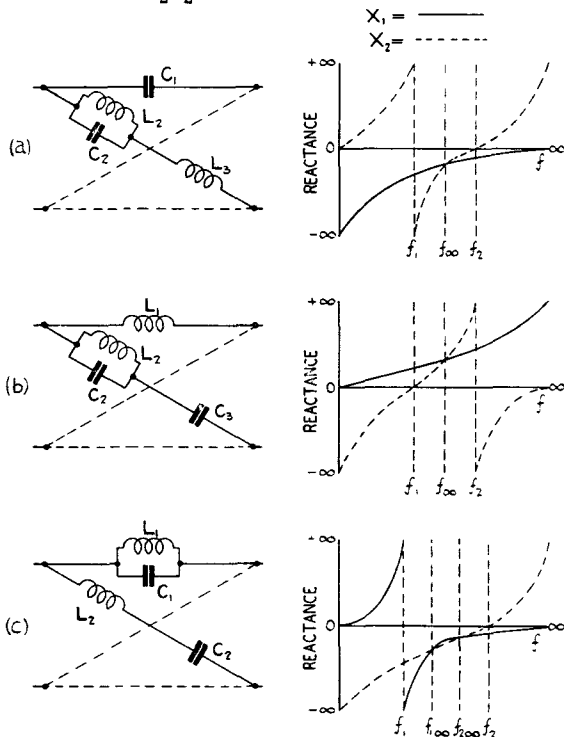 X₁ =
X₂=
(a)
C₁
L₂
C₂
L₃
REACTANCE
+∞
0
-∞
f
∞
f₁
f∞
f₂
(b)
L₁
L₂
C₂
C₃
REACTANCE
+∞
0
-∞
f
∞
f₁
f∞
f₂
(c)
L₁
C₁
L₂
C₂
REACTANCE
+∞
0
-∞
f
∞
f₁
f₁∞
f₂∞
f₂